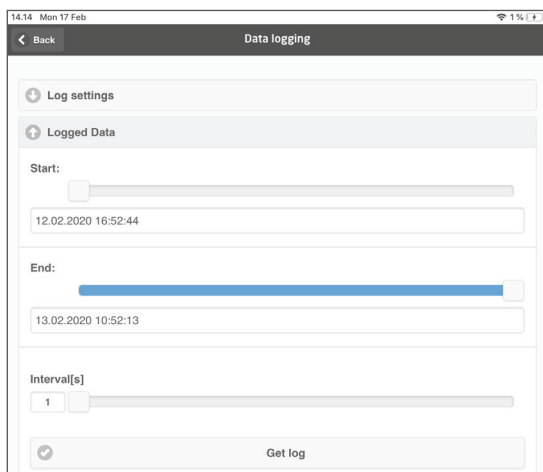 14.14 Mon 17 Feb 1%
Back Data logging
Log settings
Logged Data
Start:
12.02.2020 16:52:44
End:
13.02.2020 10:52:13
Interval[s]
1
Get log